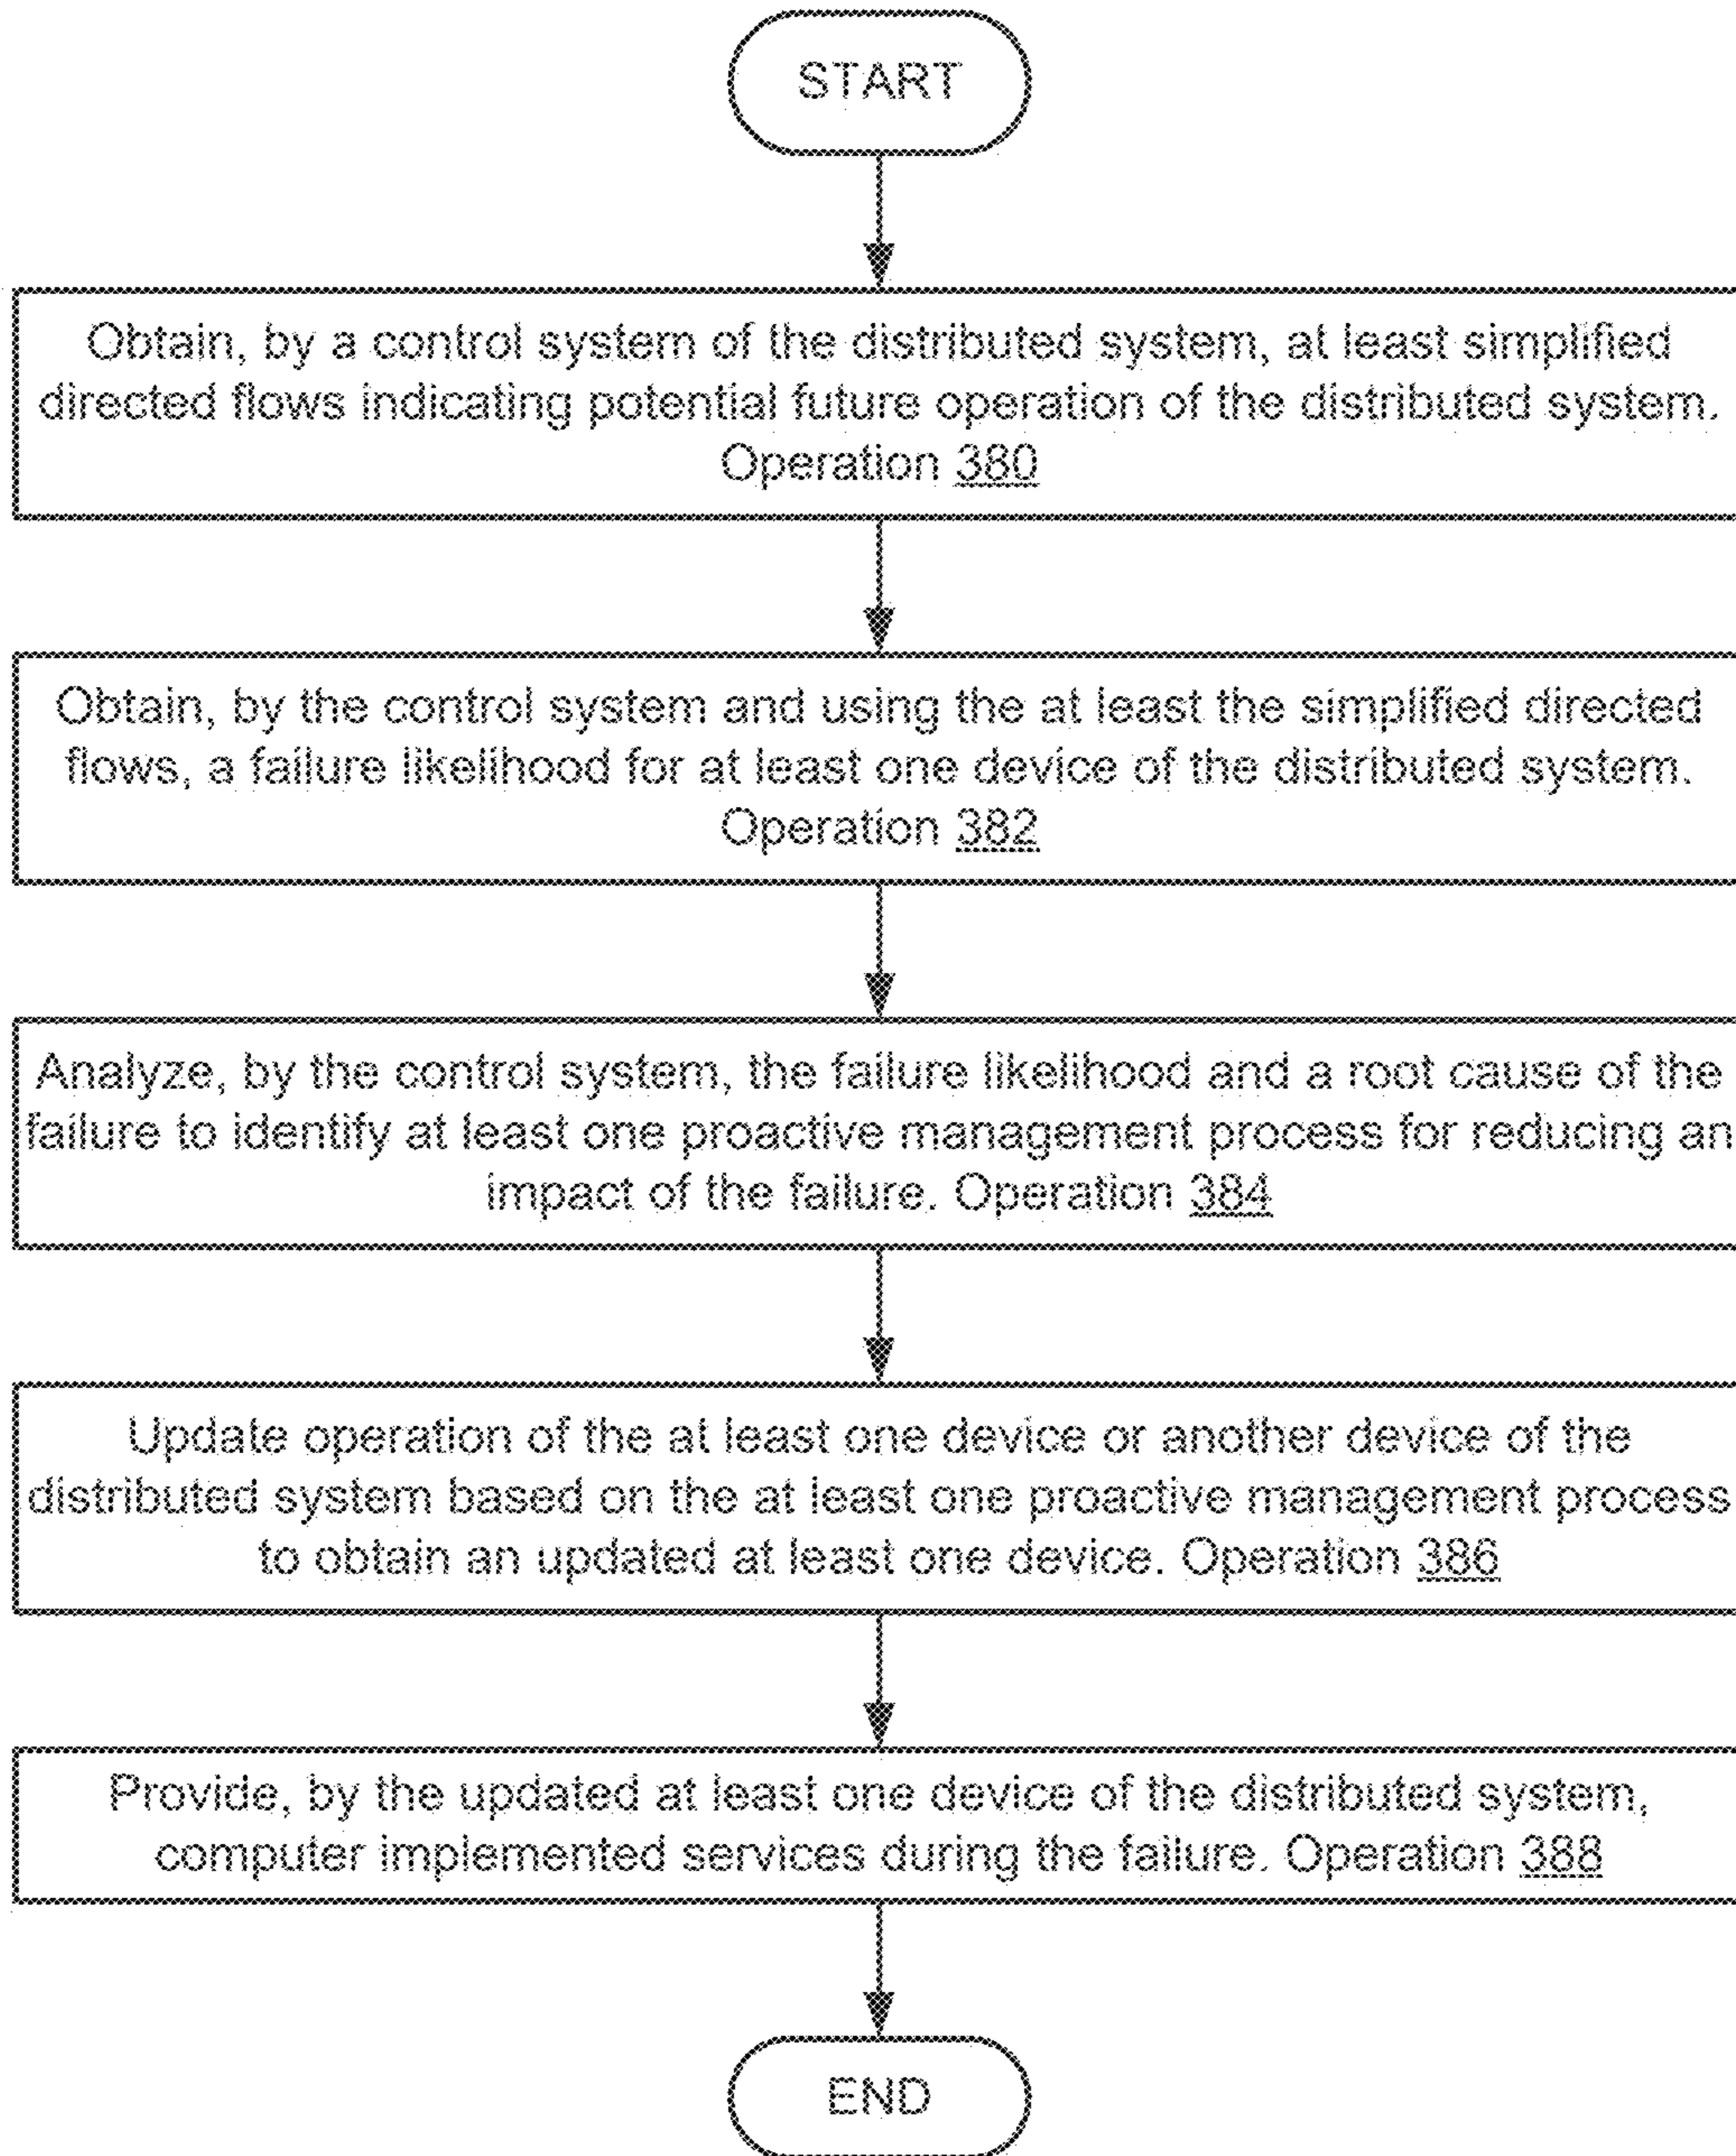 START
Obtain, by a control system of the distributed system, at least simplified
directed flows indicating potential future operation of the distributed system.
Operation 380
Obtain, by the control system and using the at least the simplified directed
flows, a failure likelihood for at least one device of the distributed system.
Operation 382
Analyze, by the control system, the failure likelihood and a root cause of the
failure to identify at least one proactive management process for reducing an
impact of the failure. Operation 384
Update operation of the at least one device or another device of the
distributed system based on the at least one proactive management process
to obtain an updated at least one device. Operation 386
Provide, by the updated at least one device of the distributed system,
computer implemented services during the failure. Operation 388
END